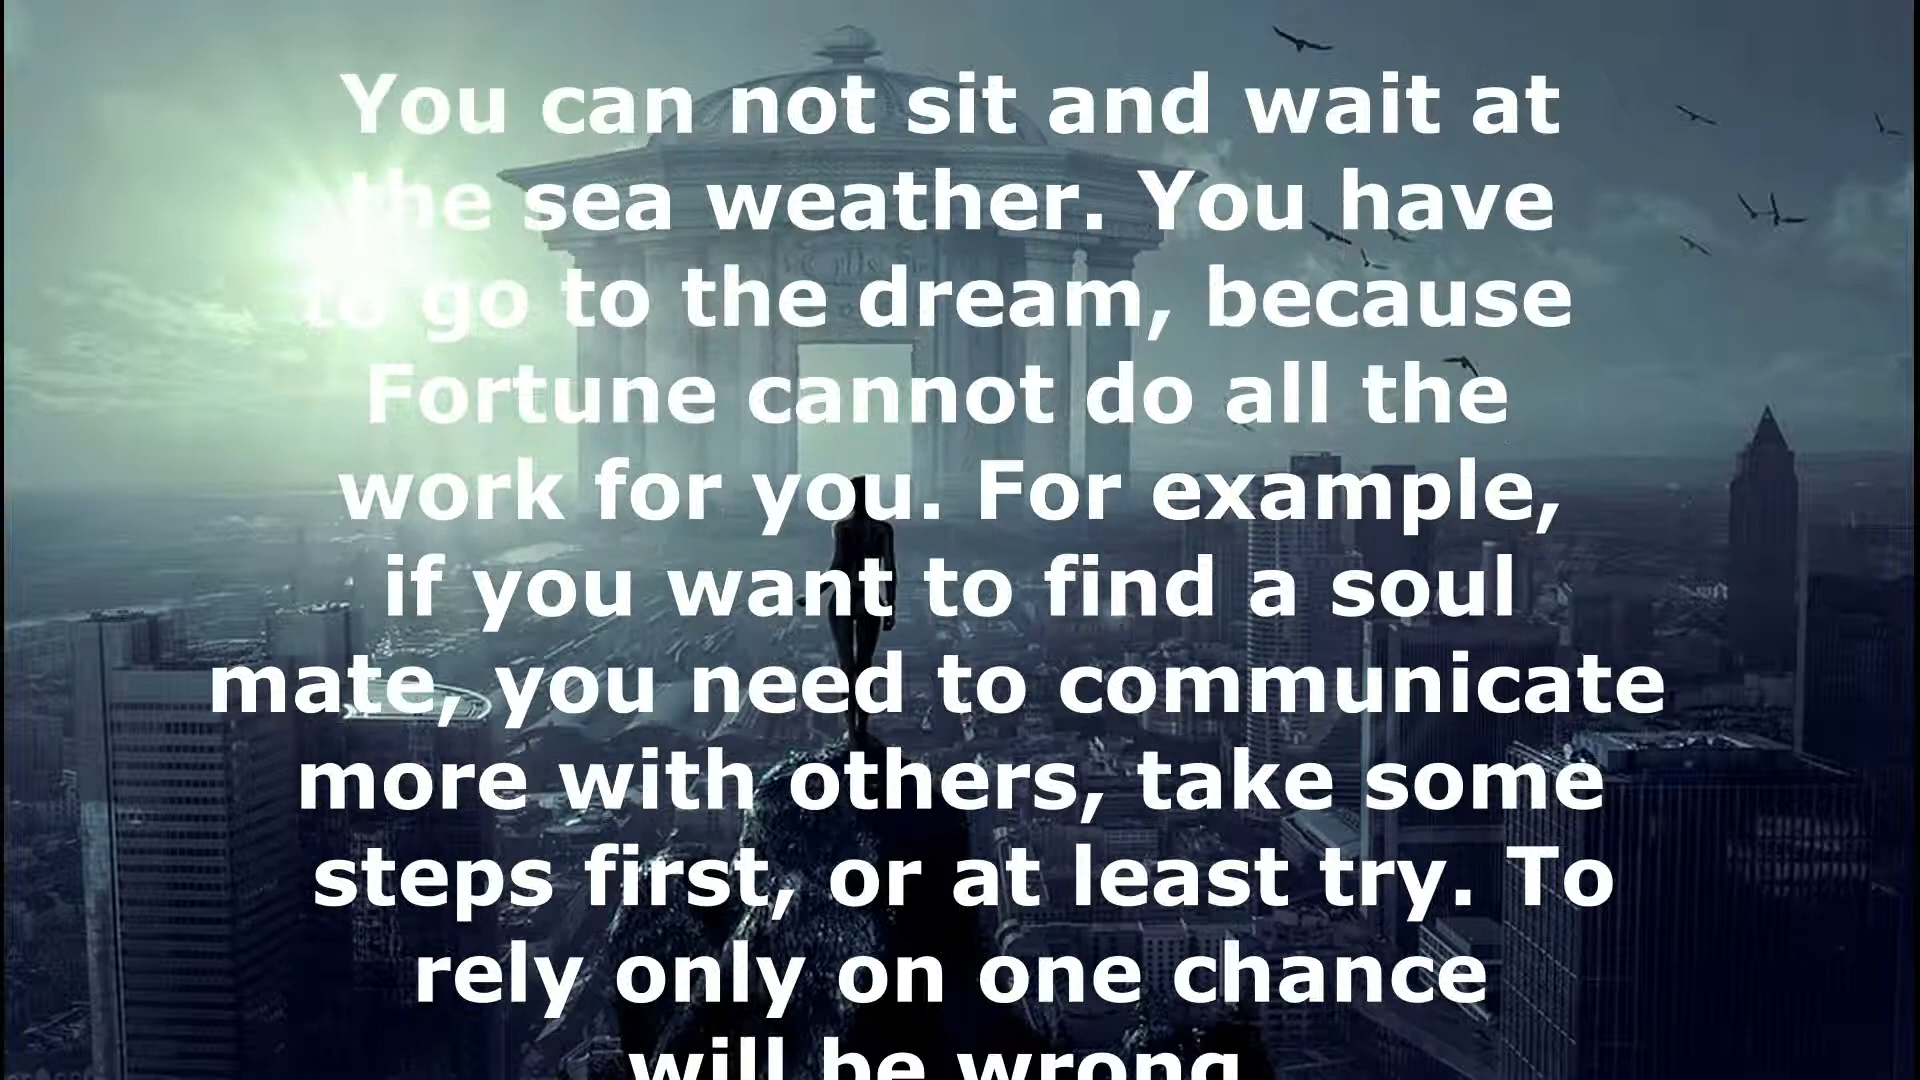 You can not sit and wait at
the sea weather. You have
to go to the dream, because
Fortune cannot do all the
work for you. For example,
if you want to find a soul
mate, you need to communicate
more with others, take some
steps first, or at least try. To
rely only on one chance
will be wrong